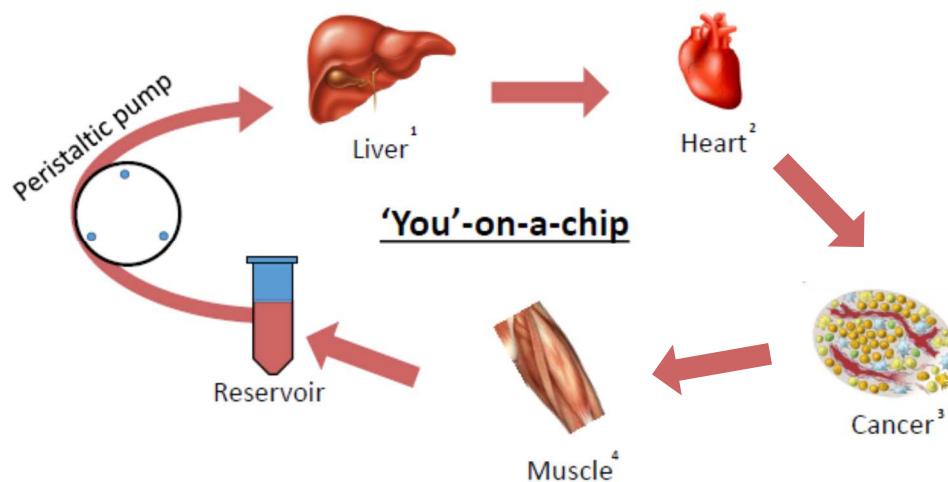 Peristaltic pump
Liver¹
Heart²
'You'-on-a-chip
Reservoir
Cancer³
Muscle⁴